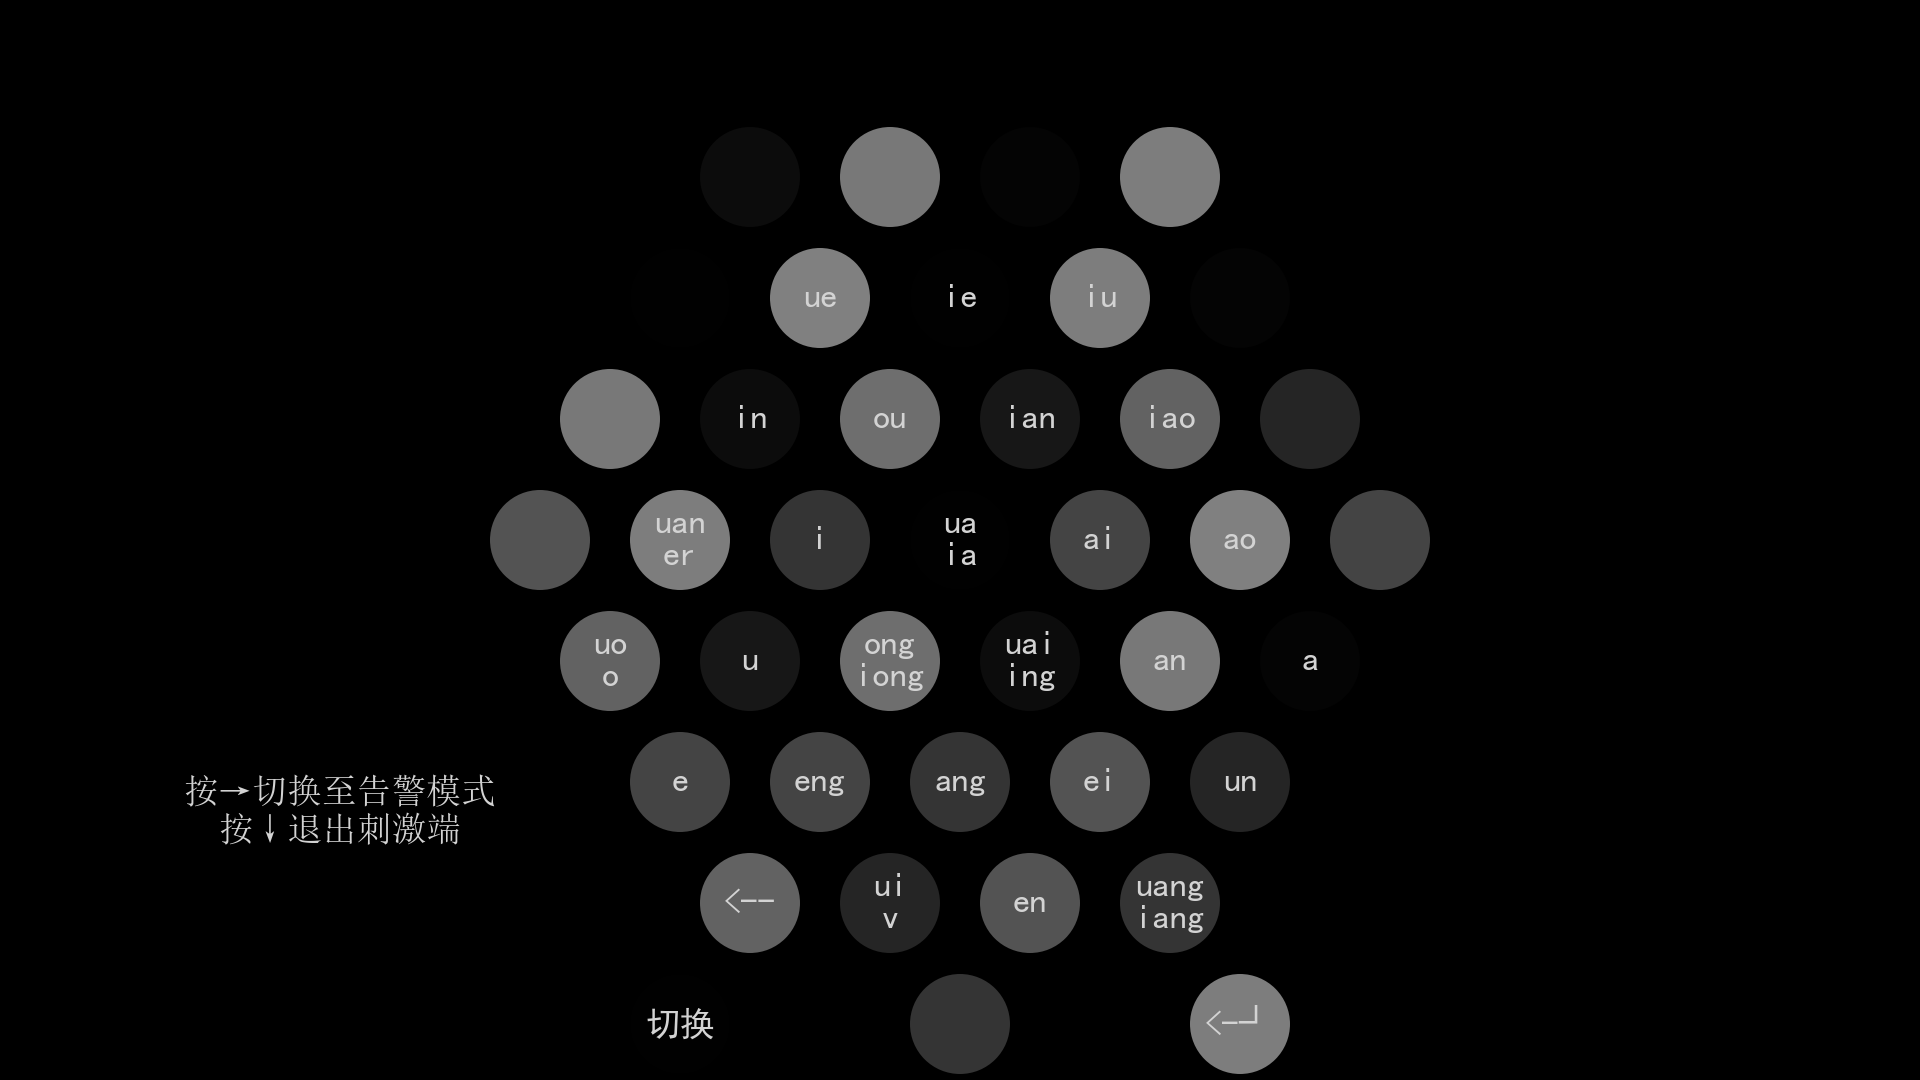 ue
ie
iu
in
ou
ian
iao
uan
er
i
ua
ia
ai
ao
uo
o
u
ong
iong
uai
ing
an
a
e
eng
ang
ei
un
按→切换至告警模式
按↓退出刺激端
<--
ui
v
en
uang
iang
切换
<-┘